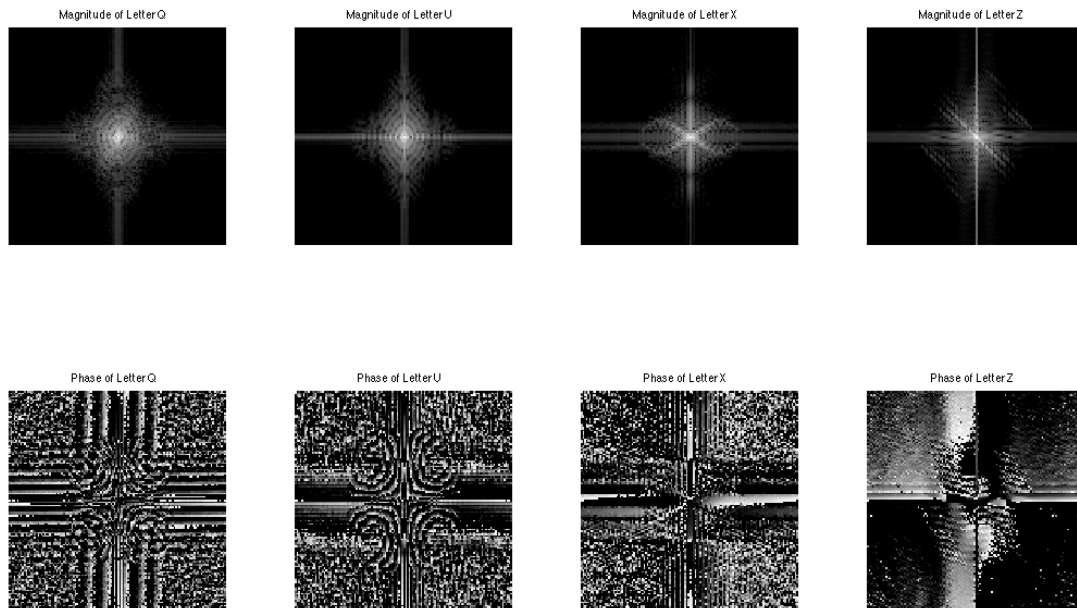 Magnitude of Letter Q
Magnitude of Letter U
Magnitude of Letter X
Magnitude of Letter Z
Phase of Letter Q
Phase of Letter U
Phase of Letter X
Phase of Letter Z